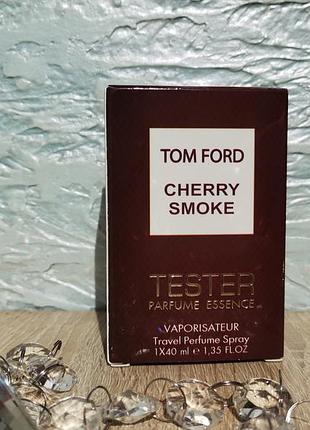 TOM FORD
CHERRY
SMOKE
TESTER
PARFUME ESSENCE
VAPORISATEUR
Travel Perfume Spray
1X40 ml e 1,35 FL.OZ